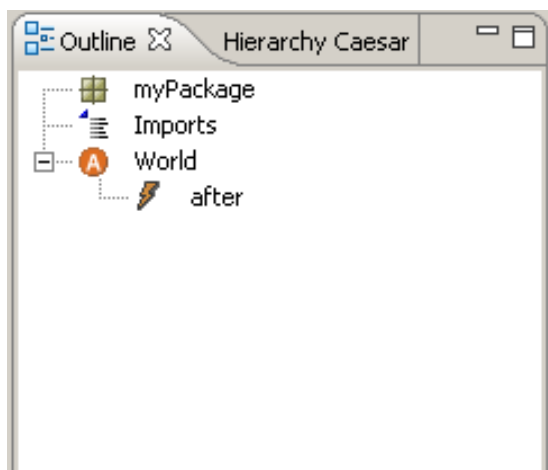 Outline Hierarchy Caesar
myPackage
Imports
A World
after